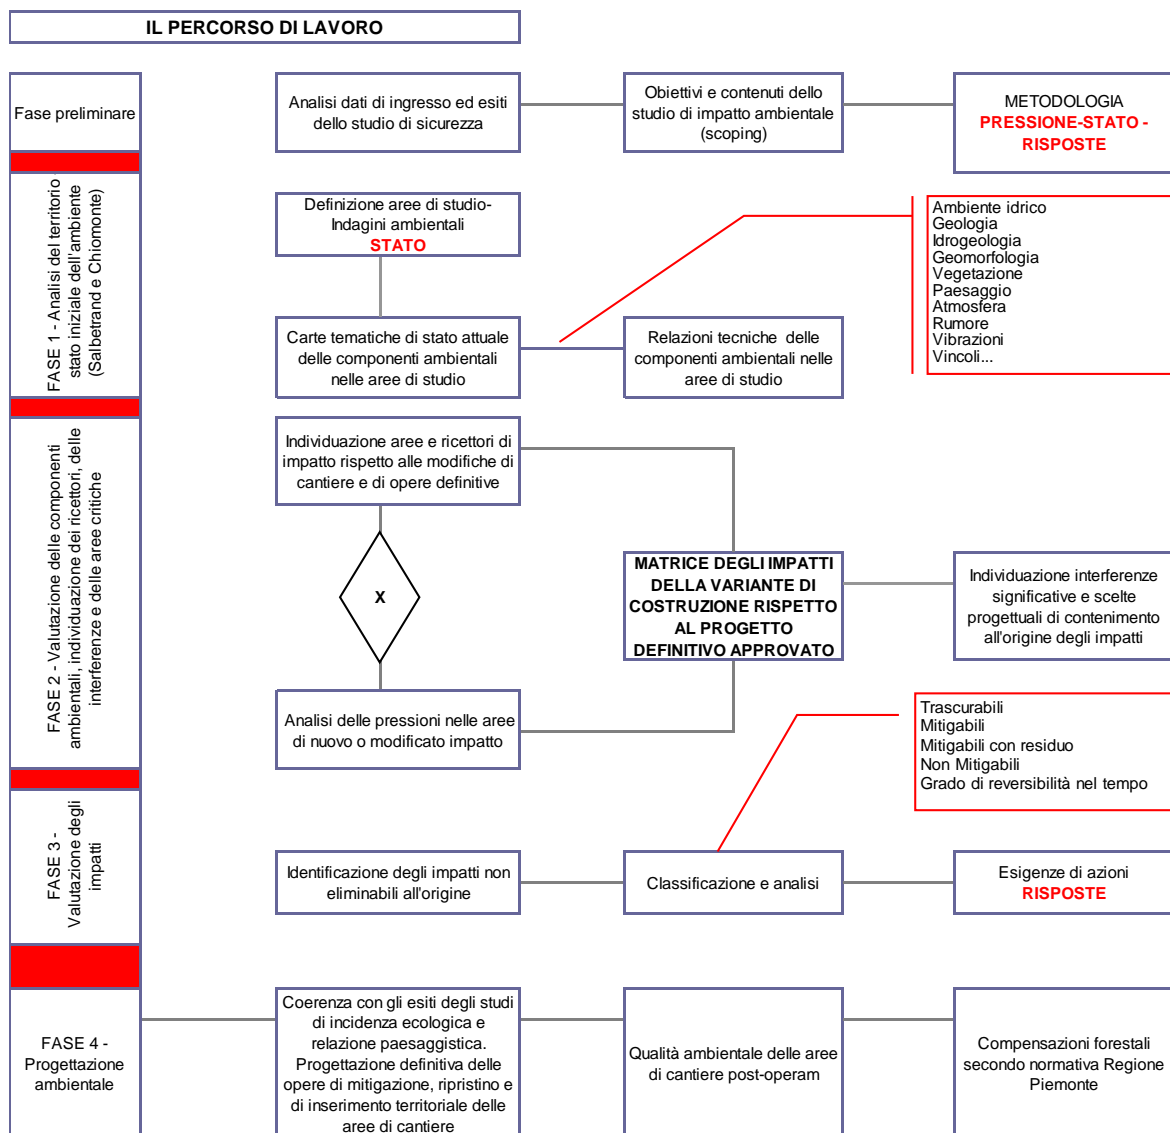 IL PERCORSO DI LAVORO
Fase preliminare
Analisi dati di ingresso ed esiti
dello studio di sicurezza
Obiettivi e contenuti dello
studio di impatto ambientale
(scoping)
METODOLOGIA
PRESSIONE-STATO -
RISPOSTE
FASE 1 - Analisi del territorio
stato iniziale dell'ambiente
(Salbetrand e Chiomonte)
Definizione aree di studio-
Indagini ambientali
STATO
Ambiente idrico
Geologia
Idrogeologia
Geomorfologia
Vegetazione
Paesaggio
Atmosfera
Rumore
Vibrazioni
Vincoli...
Carte tematiche di stato attuale
delle componenti ambientali
nelle aree di studio
Relazioni tecniche delle
componenti ambientali nelle
aree di studio
FASE 2 - Valutazione delle componenti
ambientali, individuazione dei ricettori, delle
interferenze e delle aree critiche
Individuazione aree e ricettori di
impatto rispetto alle modifiche di
cantiere e di opere definitive
X
MATRICE DEGLI IMPATTI
DELLA VARIANTE DI
COSTRUZIONE RISPETTO
AL PROGETTO
DEFINITIVO APPROVATO
Individuazione interferenze
significative e scelte
progettuali di contenimento
all'origine degli impatti
Analisi delle pressioni nelle aree
di nuovo o modificato impatto
Trascurabili
Mitigabili
Mitigabili con residuo
Non Mitigabili
Grado di reversibilità nel tempo
FASE 3 -
Valutazione degli
impatti
Identificazione degli impatti non
eliminabili all'origine
Classificazione e analisi
Esigenze di azioni
RISPOSTE
FASE 4 -
Progettazione
ambientale
Coerenza con gli esiti degli studi
di incidenza ecologica e
relazione paesaggistica.
Progettazione definitiva delle
opere di mitigazione, ripristino e
di inserimento territoriale delle
aree di cantiere
Qualità ambientale delle aree
di cantiere post-operam
Compensazioni forestali
secondo normativa Regione
Piemonte